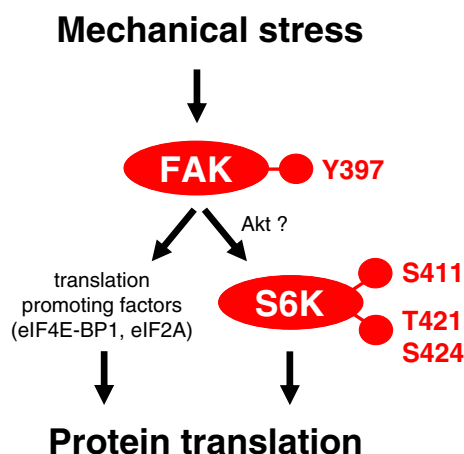 Mechanical stress
FAK
Y397
Akt ?
translation
promoting factors
(eIF4E-BP1, eIF2A)
S6K
S411
T421
S424
Protein translation